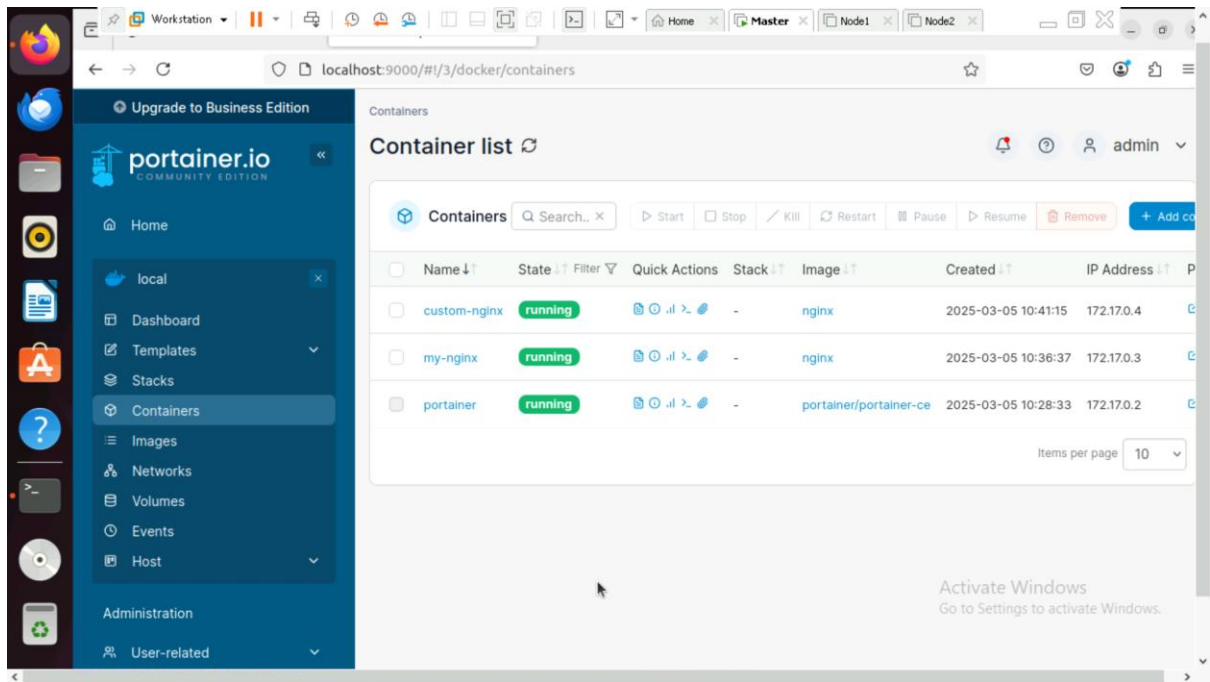 Workstation
Home
Master
Node1
Node2
localhost:9000/#!/3/docker/containers
Upgrade to Business Edition
portainer.io
COMMUNITY EDITION
Home
local
Dashboard
Templates
Stacks
Containers
Images
Networks
Volumes
Events
Host
Administration
User-related
Containers
Container list
admin
Containers Search.. Start Stop Kill Restart Pause Resume Remove + Add co
Name State Filter Quick Actions Stack Image Created IP Address P
custom-nginx running - nginx 2025-03-05 10:41:15 172.17.0.4
my-nginx running - nginx 2025-03-05 10:36:37 172.17.0.3
portainer running - portainer/portainer-ce 2025-03-05 10:28:33 172.17.0.2
Items per page 10
Activate Windows
Go to Settings to activate Windows.